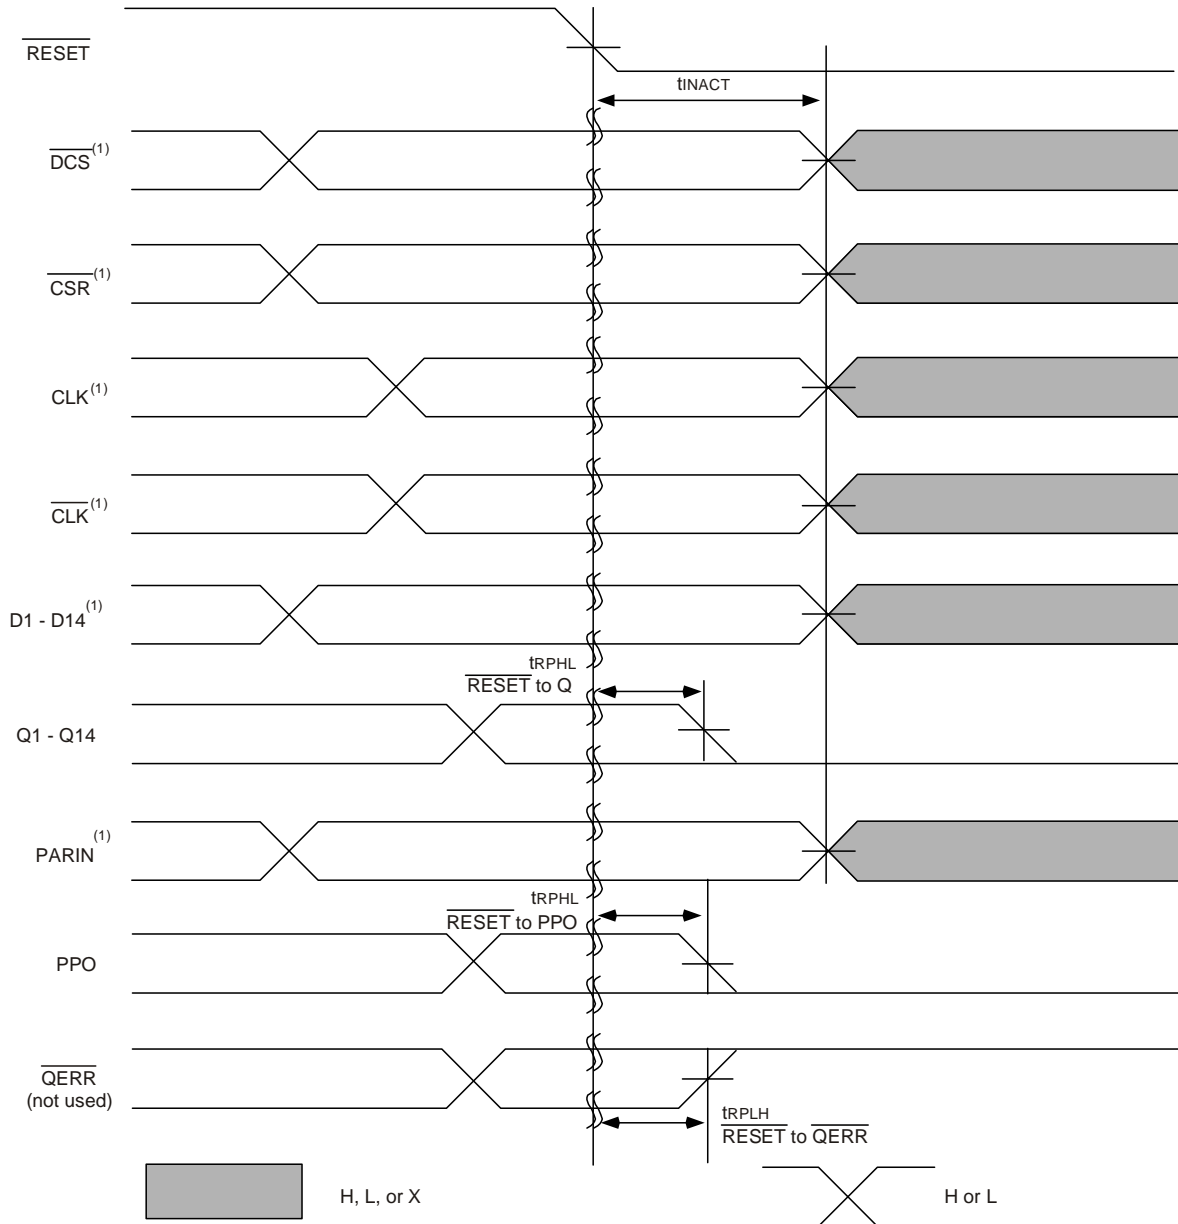 RESET
tINACT
DCS(1)
CSR(1)
CLK(1)
CLK(1)
D1 - D14(1)
tRPHL
RESET to Q
Q1 - Q14
PARIN(1)
tRPHL
RESET to PPO
PPO
QERR
(not used)
tRPLH
RESET to QERR
H, L, or X
H or L